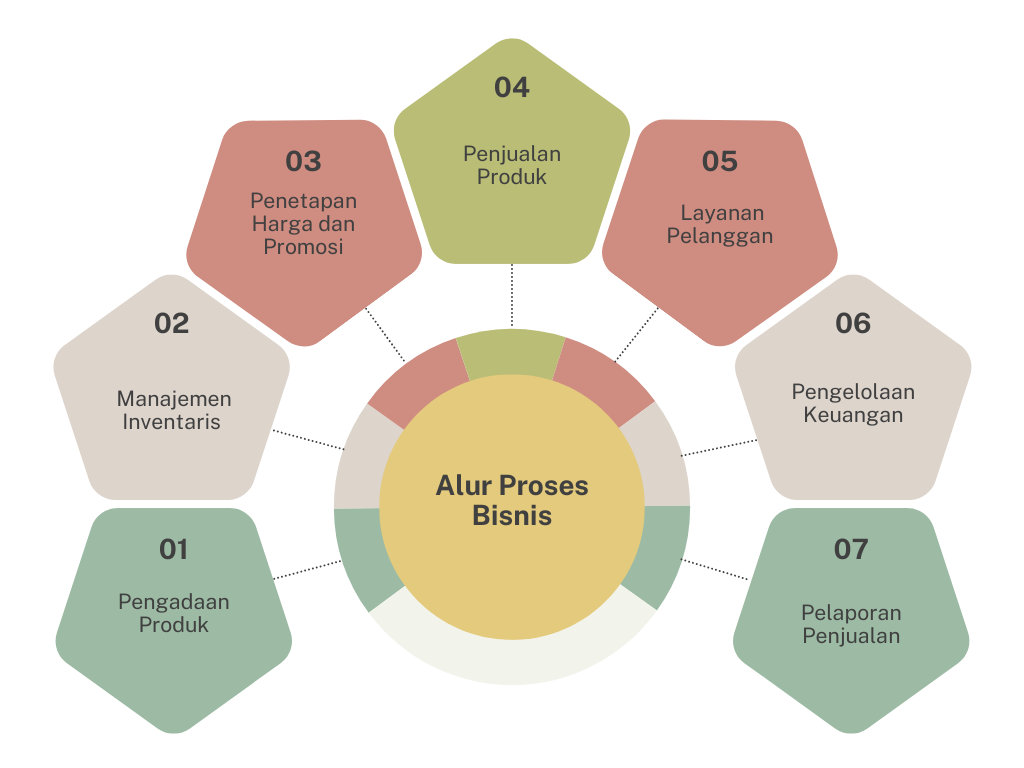 04
Penjualan
Produk
03
Penetapan
Harga dan
Promosi
05
Layanan
Pelanggan
02
Manajemen
Inventaris
06
Pengelolaan
Keuangan
Alur Proses
Bisnis
01
Pengadaan
Produk
07
Pelaporan
Penjualan